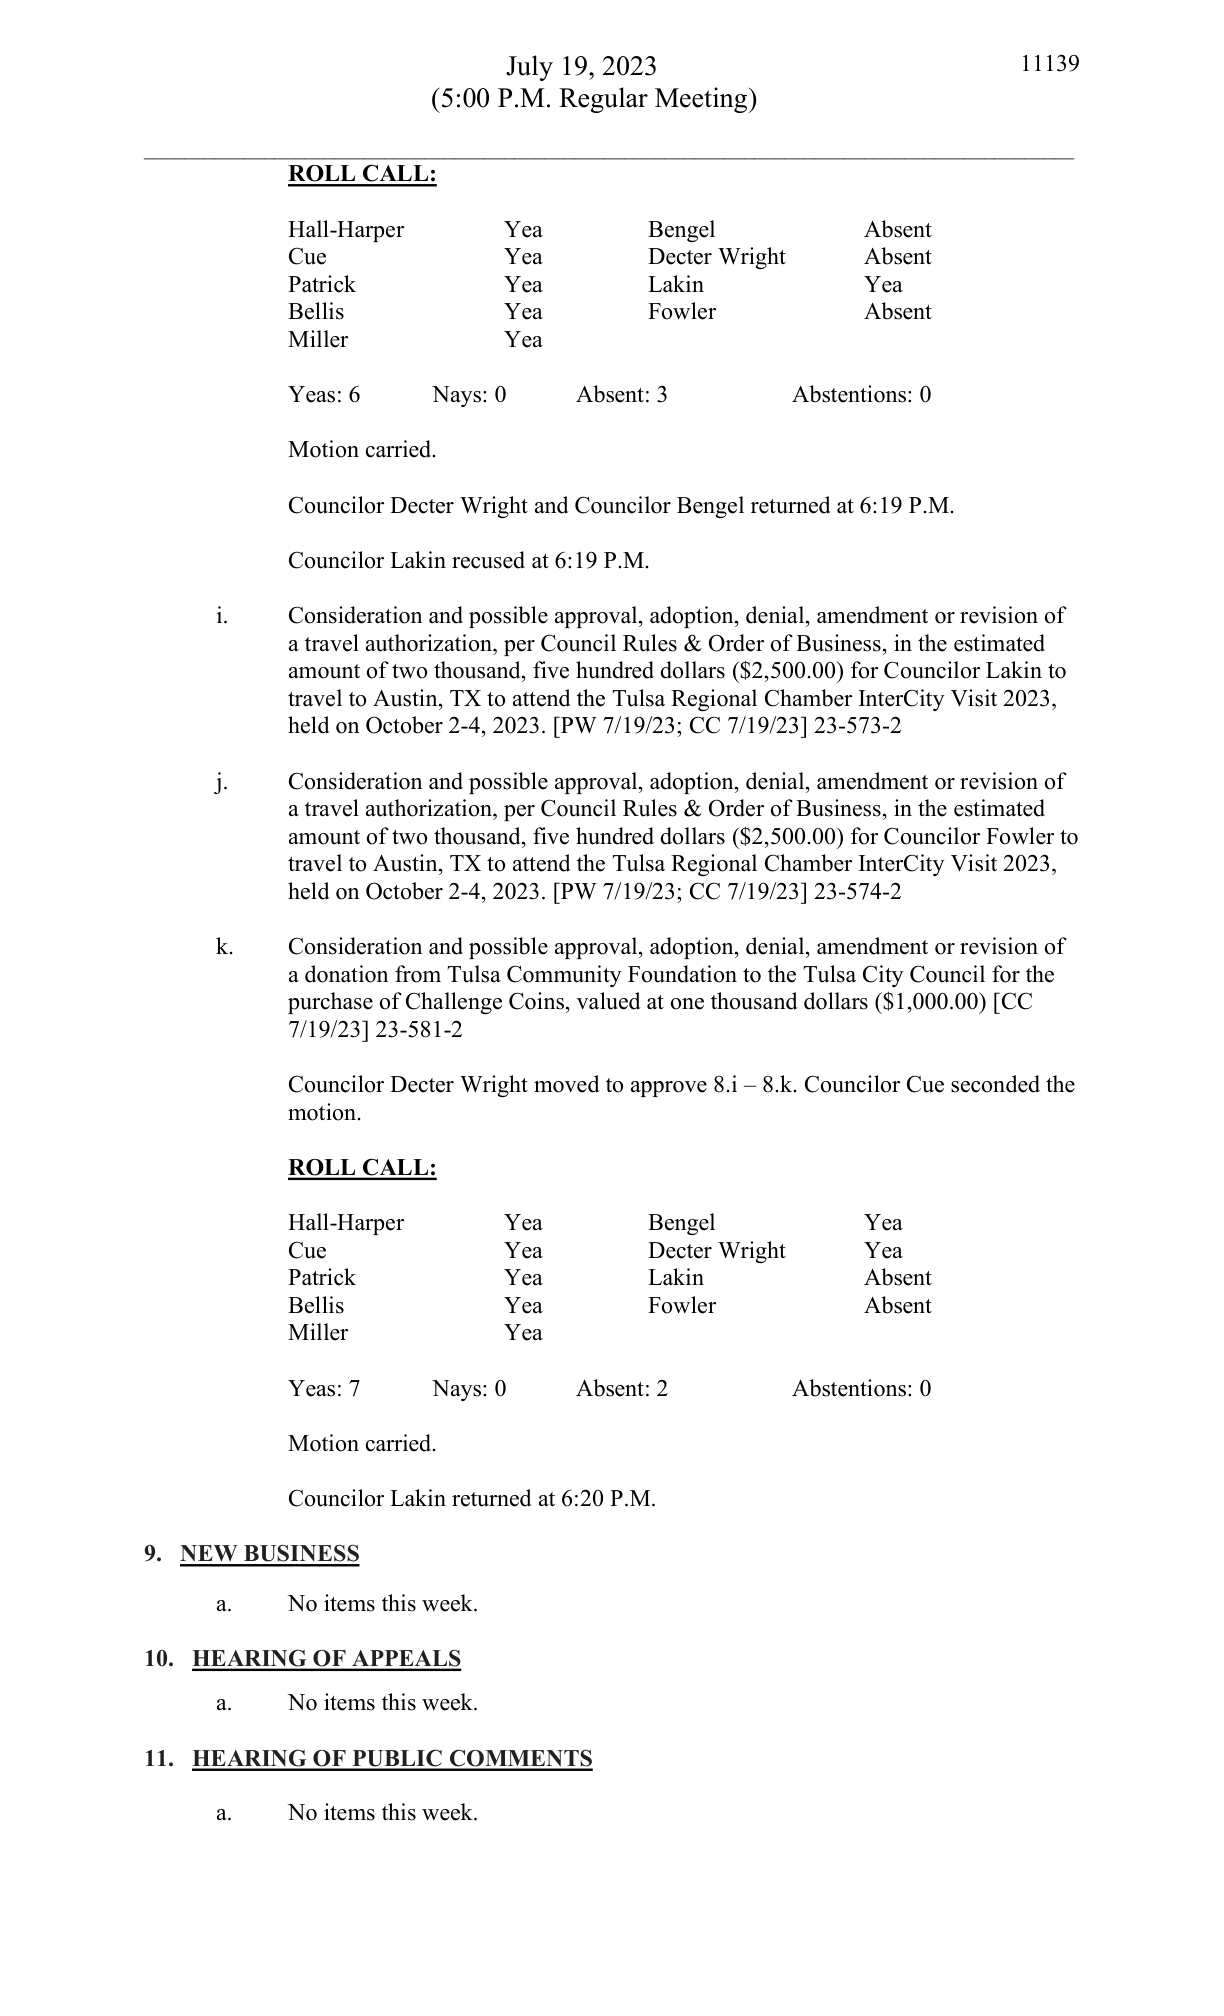 July 19, 2023
11139
(5:00 P.M. Regular Meeting)
ROLL CALL:
Hall-Harper Yea Bengel Absent
Cue Yea Decter Wright Absent
Patrick Yea Lakin Yea
Bellis Yea Fowler Absent
Miller Yea
Yeas: 6 Nays: 0 Absent: 3 Abstentions: 0
Motion carried.
Councilor Decter Wright and Councilor Bengel returned at 6:19 P.M.
Councilor Lakin recused at 6:19 P.M.
i. Consideration and possible approval, adoption, denial, amendment or revision of
a travel authorization, per Council Rules & Order of Business, in the estimated
amount of two thousand, five hundred dollars ($2,500.00) for Councilor Lakin to
travel to Austin, TX to attend the Tulsa Regional Chamber InterCity Visit 2023,
held on October 2-4, 2023. [PW 7/19/23; CC 7/19/23] 23-573-2
j. Consideration and possible approval, adoption, denial, amendment or revision of
a travel authorization, per Council Rules & Order of Business, in the estimated
amount of two thousand, five hundred dollars ($2,500.00) for Councilor Fowler to
travel to Austin, TX to attend the Tulsa Regional Chamber InterCity Visit 2023,
held on October 2-4, 2023. [PW 7/19/23; CC 7/19/23] 23-574-2
k. Consideration and possible approval, adoption, denial, amendment or revision of
a donation from Tulsa Community Foundation to the Tulsa City Council for the
purchase of Challenge Coins, valued at one thousand dollars ($1,000.00) [CC
7/19/23] 23-581-2
Councilor Decter Wright moved to approve 8.i – 8.k. Councilor Cue seconded the
motion.
ROLL CALL:
Hall-Harper Yea Bengel Yea
Cue Yea Decter Wright Yea
Patrick Yea Lakin Absent
Bellis Yea Fowler Absent
Miller Yea
Yeas: 7 Nays: 0 Absent: 2 Abstentions: 0
Motion carried.
Councilor Lakin returned at 6:20 P.M.
9. NEW BUSINESS
a. No items this week.
10. HEARING OF APPEALS
a. No items this week.
11. HEARING OF PUBLIC COMMENTS
a. No items this week.